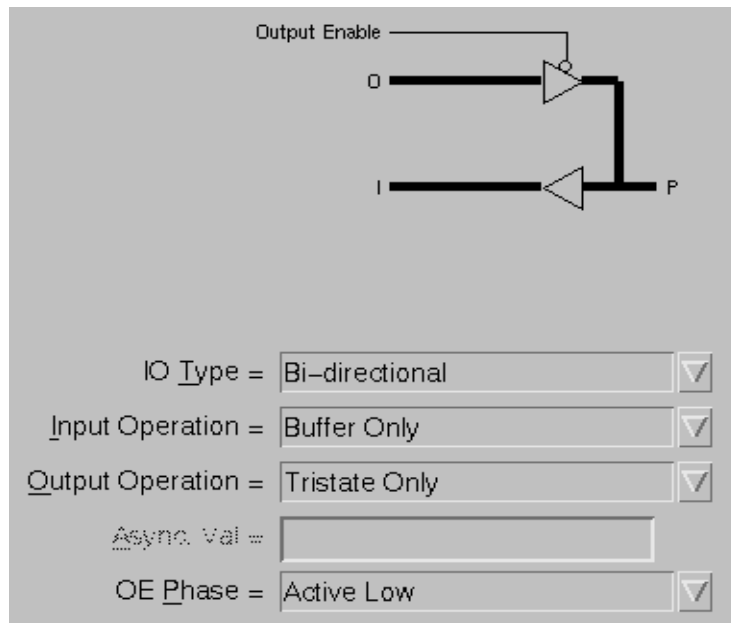 Output Enable
O
I
P
IO Type = Bi-directional
Input Operation = Buffer Only
Output Operation = Tristate Only
Async. Val =
OE Phase = Active Low